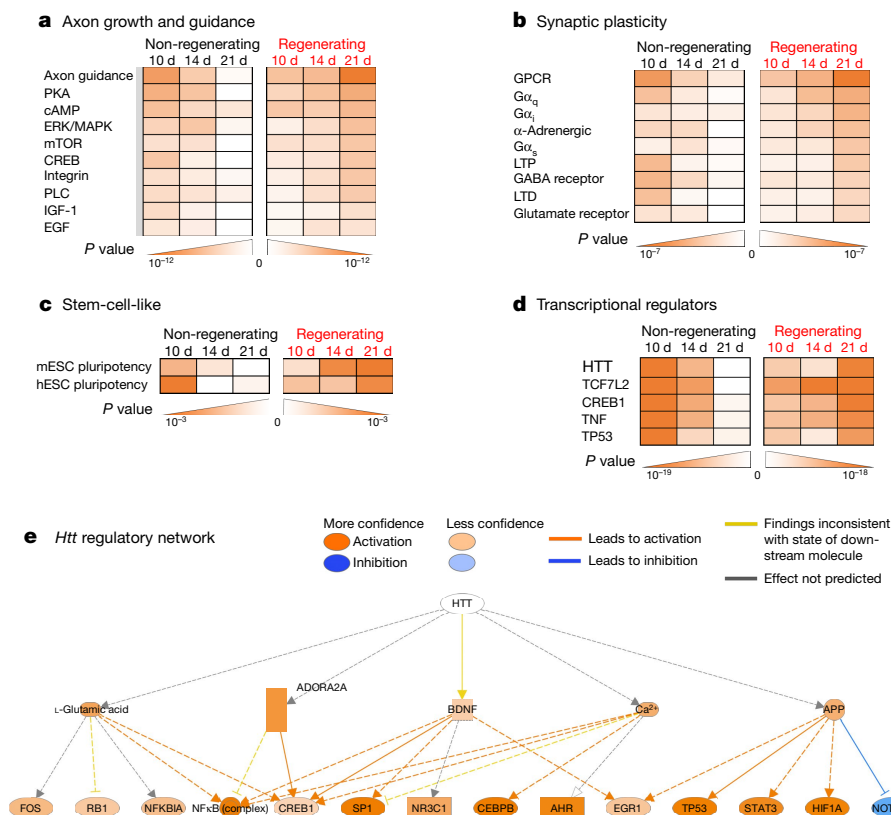 a Axon growth and guidance
Non-regenerating Regenerating
10 d 14 d 21 d 10 d 14 d 21 d
Axon guidance
PKA
cAMP
ERK/MAPK
mTOR
CREB
Integrin
PLC
IGF-1
EGF
P value
10⁻¹² 0 10⁻¹²
b Synaptic plasticity
Non-regenerating Regenerating
10 d 14 d 21 d 10 d 14 d 21 d
GPCR
Gαq
Gαi
α-Adrenergic
Gαs
LTP
GABA receptor
LTD
Glutamate receptor
P value
10⁻⁷ 0 10⁻⁷
c Stem-cell-like
Non-regenerating Regenerating
10 d 14 d 21 d 10 d 14 d 21 d
mESC pluripotency
hESC pluripotency
P value
10⁻³ 0 10⁻³
d Transcriptional regulators
Non-regenerating Regenerating
10 d 14 d 21 d 10 d 14 d 21 d
HTT
TCF7L2
CREB1
TNF
TP53
P value
10⁻¹⁹ 0 10⁻¹⁸
e Htt regulatory network
More confidence Less confidence
Activation
Inhibition
Leads to activation
Leads to inhibition
Findings inconsistent
with state of down-
stream molecule
Effect not predicted
HTT
L-Glutamic acid ADORA2A BDNF Ca²⁺ APP
FOS RB1 NFKBIA NFκB (complex) CREB1 SP1 NR3C1 CEBPB AHR EGR1 TP53 STAT3 HIF1A